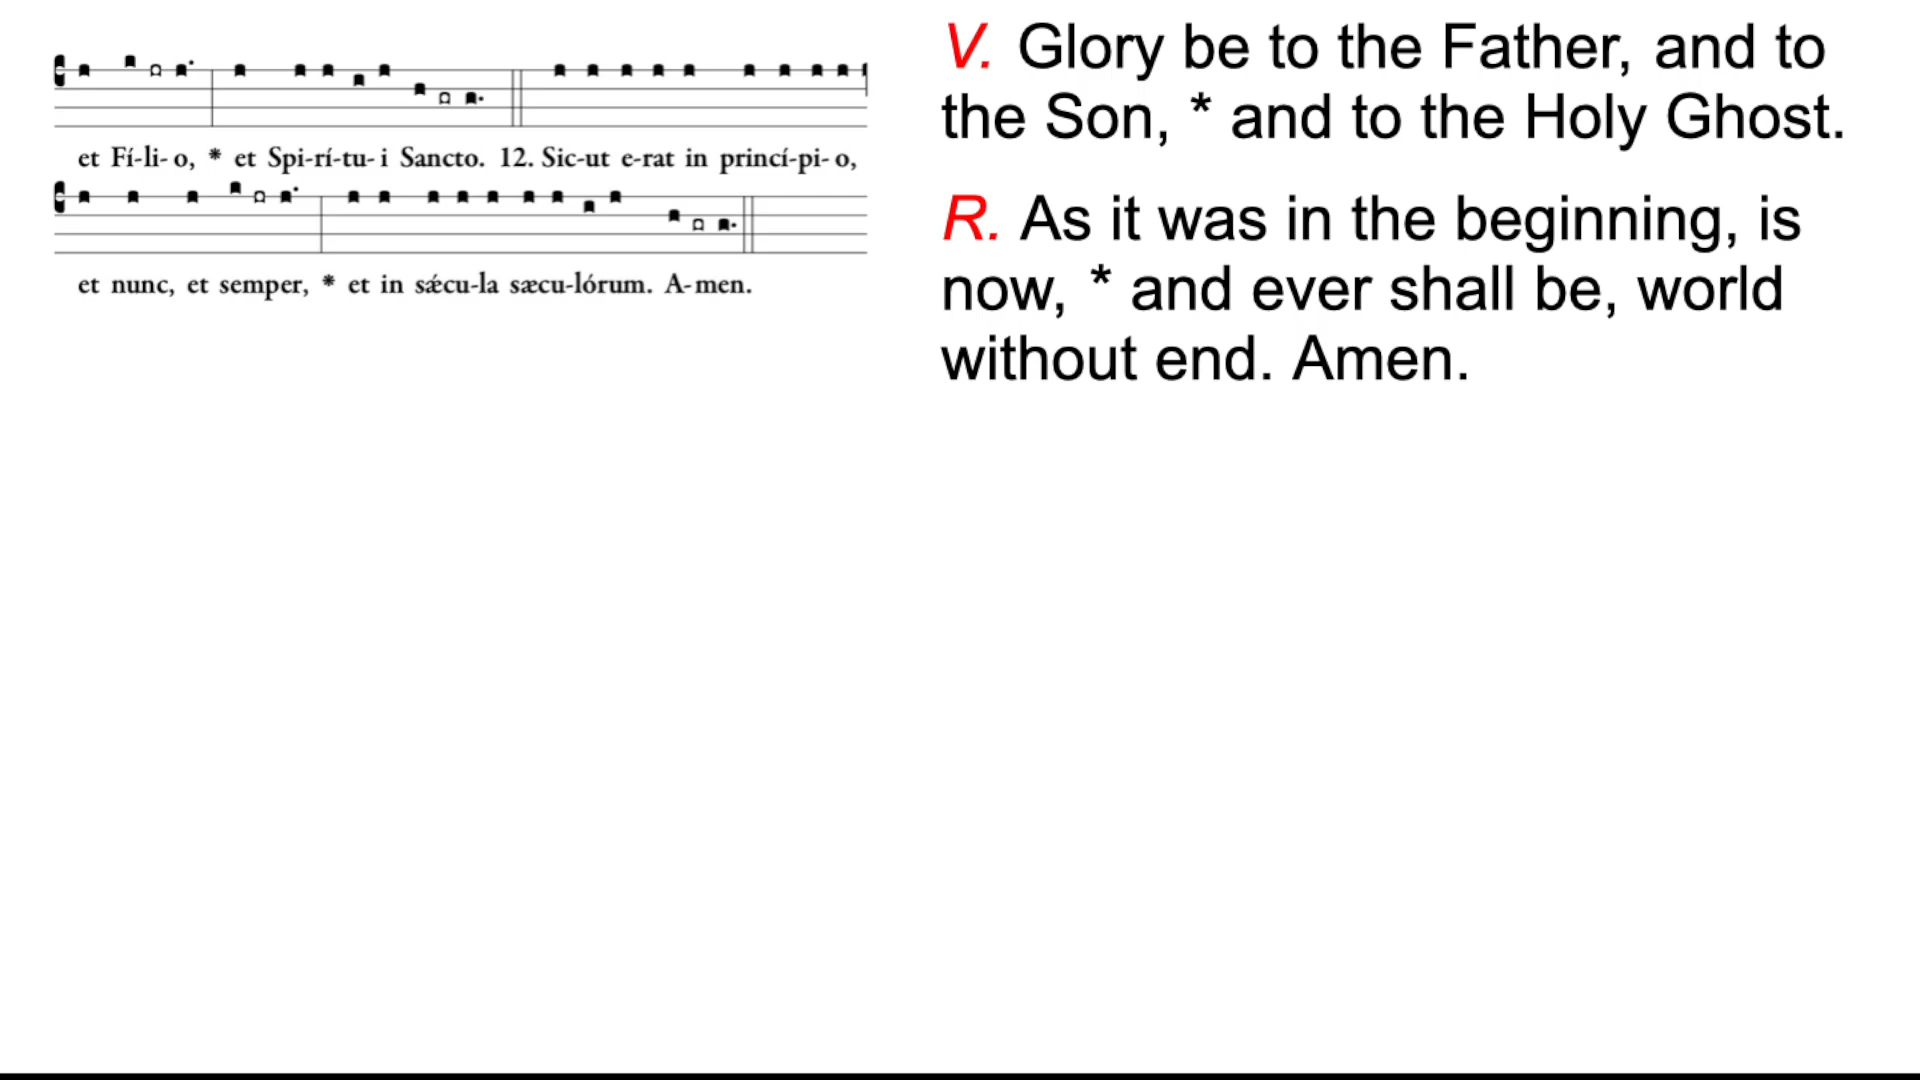 et Fí-li-o, * et Spi-rí-tu-i Sancto. 12. Sic-ut e-rat in princí-pi-o,
et nunc, et semper, * et in sǽcu-la sæcu-lórum. A-men.
V. Glory be to the Father, and to
the Son, * and to the Holy Ghost.
R. As it was in the beginning, is
now, * and ever shall be, world
without end. Amen.